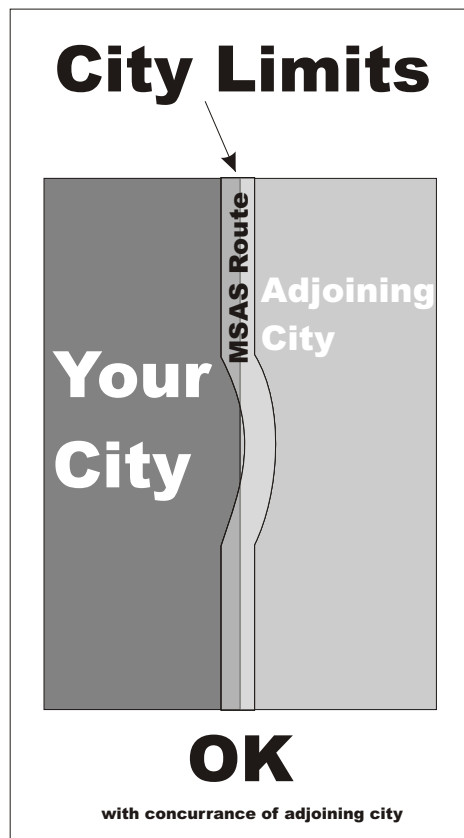 City Limits
MSAS Route
Adjoining
City
Your
City
OK
with concurrance of adjoining city